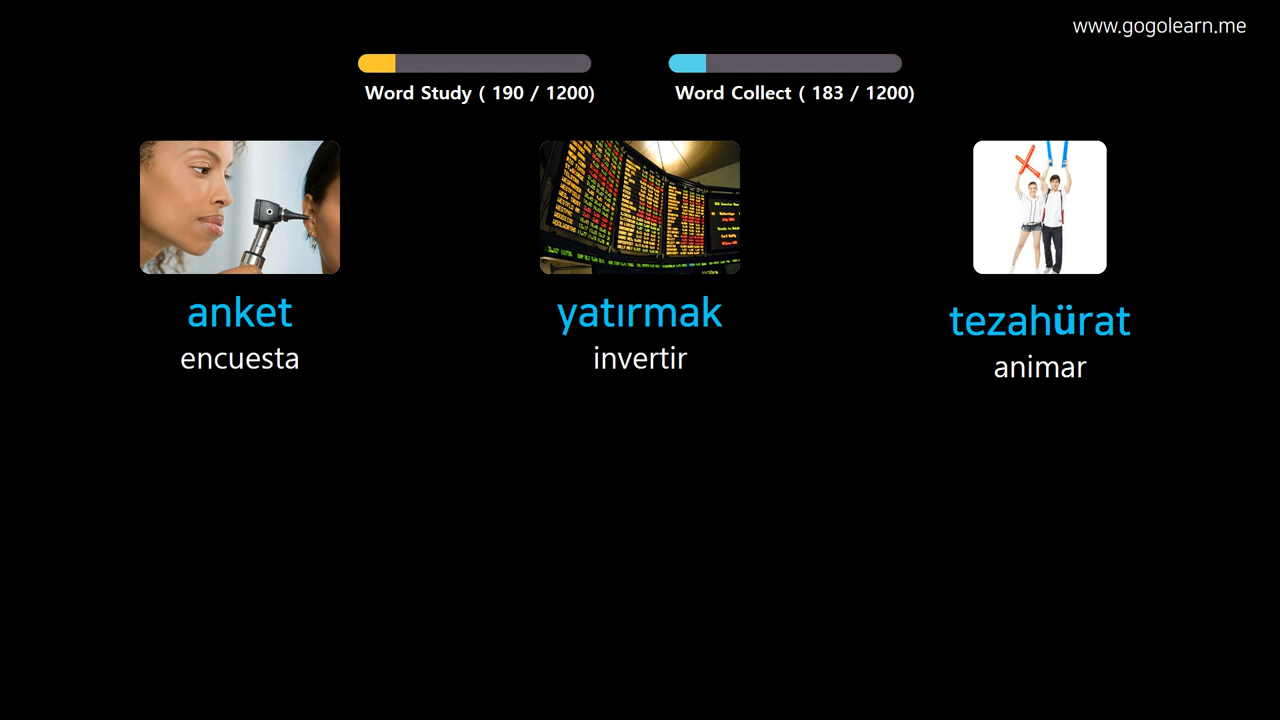 www.gogolearn.me
Word Study ( 190 / 1200)
Word Collect ( 183 / 1200)
anket
yatırmak
tezahürat
encuesta
invertir
animar